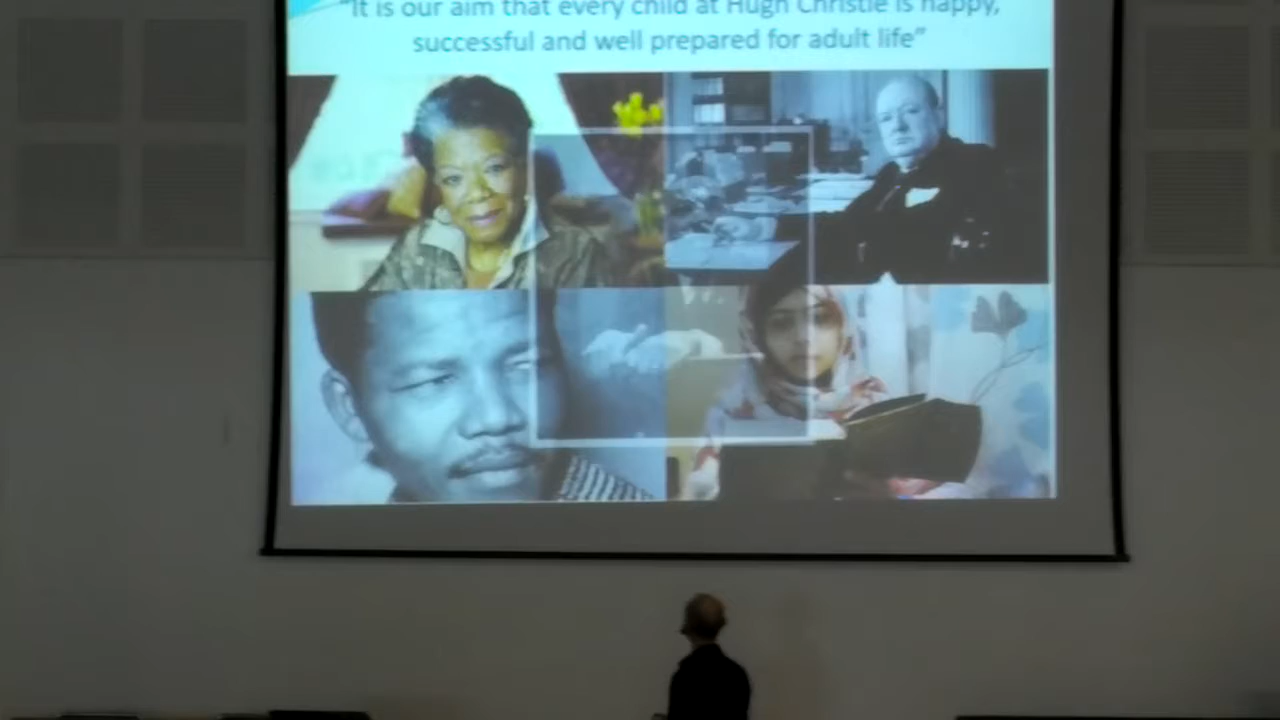 "It is our aim that every child at Hugh Christie is happy,
successful and well prepared for adult life"